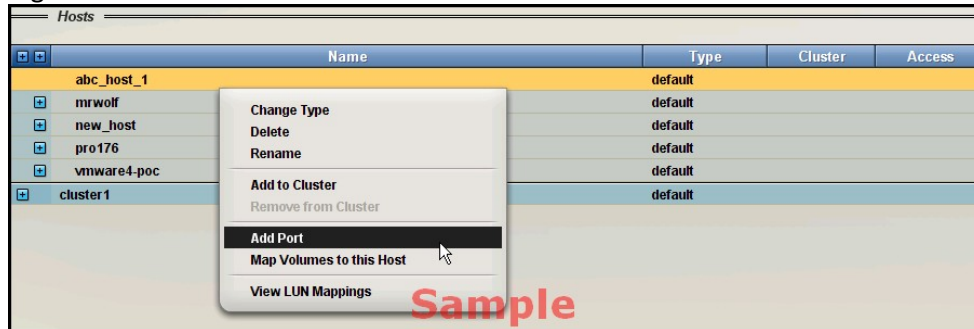 Hosts
Name Type Cluster Access
abc_host_1 default
mrwolf default
new_host default
pro176 default
vmware4-poc default
cluster1 default
Change Type
Delete
Rename
Add to Cluster
Remove from Cluster
Add Port
Map Volumes to this Host
View LUN Mappings
Sample